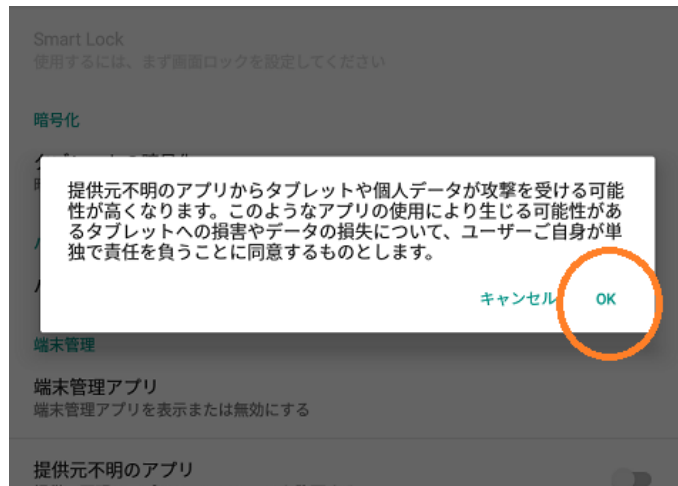 Smart Lock
使用するには、まず画面ロックを設定してください
暗号化
提供元不明のアプリからタブレットや個人データが攻撃を受ける可能
性が高くなります。このようなアプリの使用により生じる可能性があ
るタブレットへの損害やデータの損失について、ユーザーご自身が単
独で責任を負うことに同意するものとします。
キャンセル
OK
端末管理
端末管理アプリ
端末管理アプリを表示または無効にする
提供元不明のアプリ